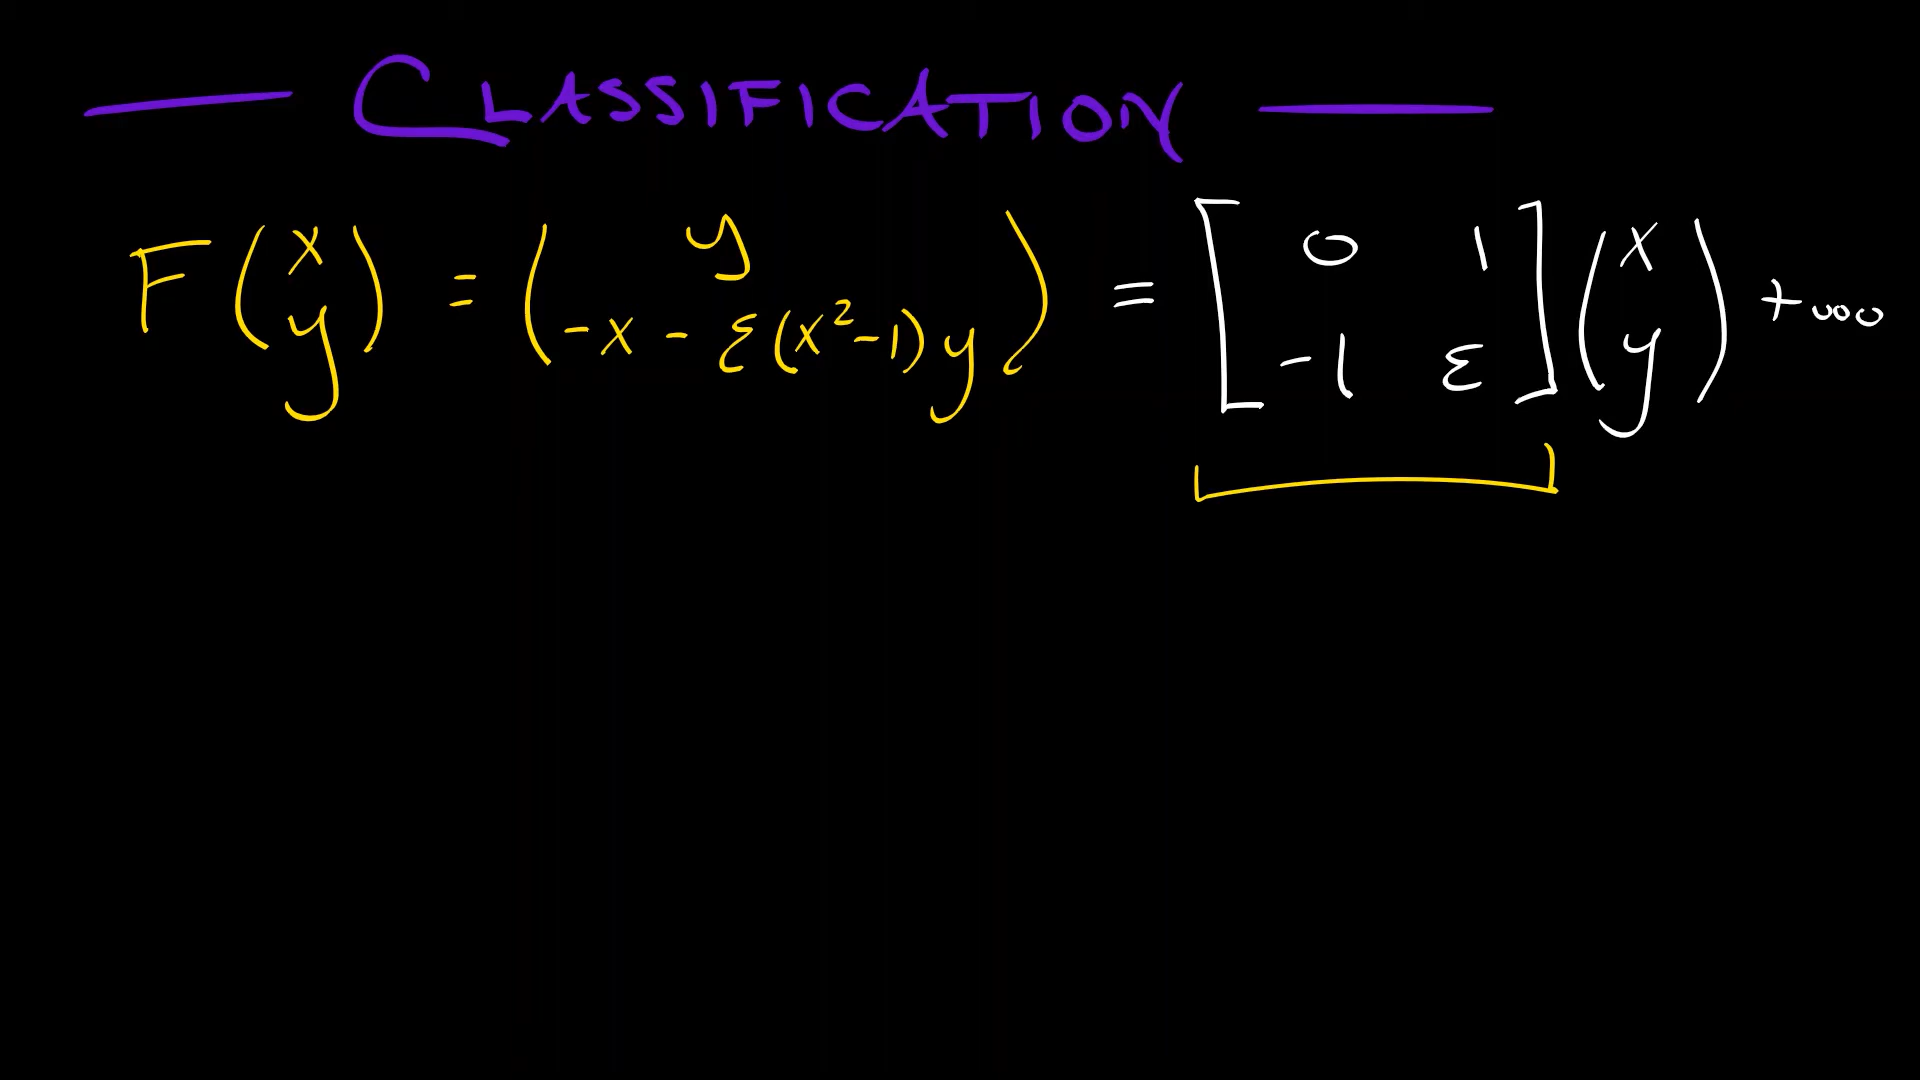 CLASSIFICATION
F(x y) = (y -x - ε(x²-1)y) = [0 1 -1 ε](x y) + ...